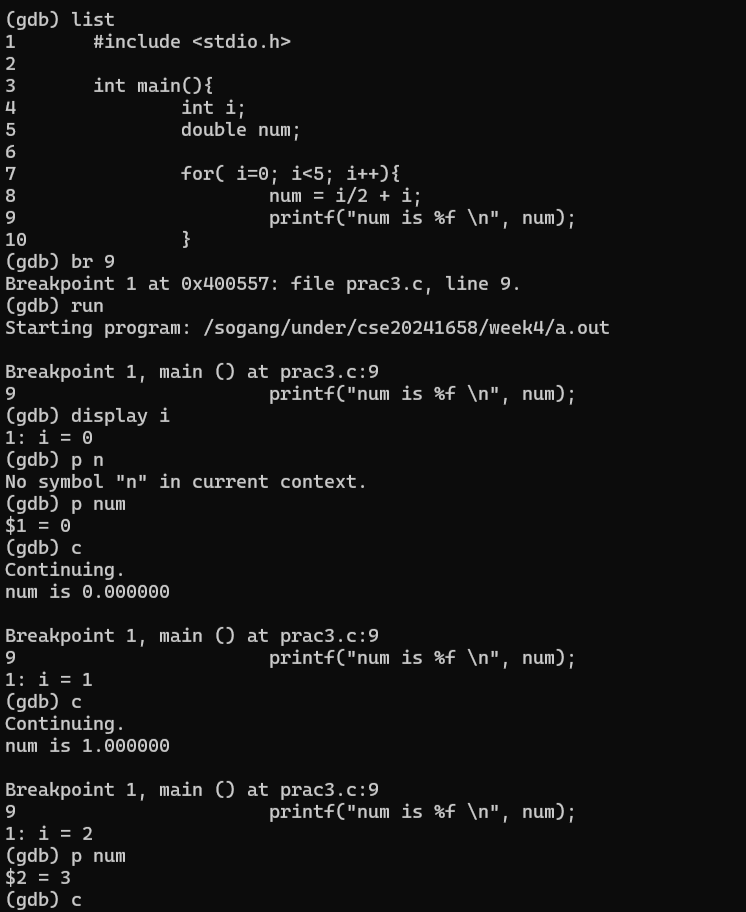 (gdb) list
1       #include <stdio.h>
2
3       int main(){
4               int i;
5               double num;
6
7               for( i=0; i<5; i++){
8                       num = i/2 + i;
9                       printf("num is %f \n", num);
10              }
(gdb) br 9
Breakpoint 1 at 0x400557: file prac3.c, line 9.
(gdb) run
Starting program: /sogang/under/cse20241658/week4/a.out

Breakpoint 1, main () at prac3.c:9
9                       printf("num is %f \n", num);
(gdb) display i
1: i = 0
(gdb) p n
No symbol "n" in current context.
(gdb) p num
$1 = 0
(gdb) c
Continuing.
num is 0.000000

Breakpoint 1, main () at prac3.c:9
9                       printf("num is %f \n", num);
1: i = 1
(gdb) c
Continuing.
num is 1.000000

Breakpoint 1, main () at prac3.c:9
9                       printf("num is %f \n", num);
1: i = 2
(gdb) p num
$2 = 3
(gdb) c